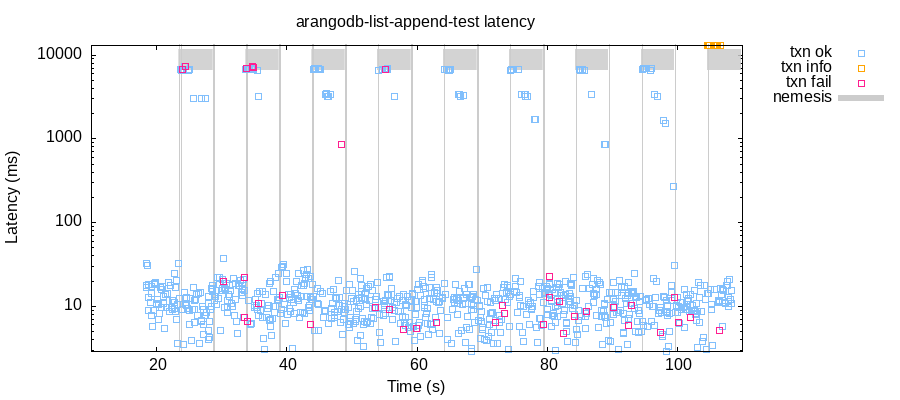 arangodb-list-append-test latency
10000
1000
100
10
Latency (ms)
20 40 60 80 100
Time (s)
txn ok
txn info
txn fail
nemesis